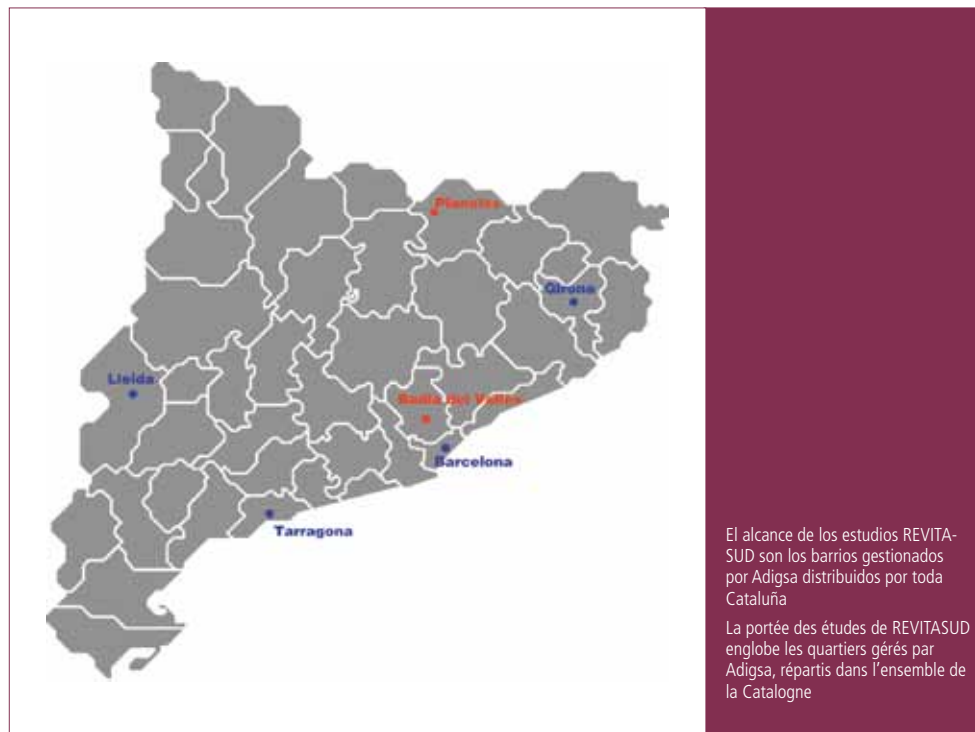 Planoles
Girona
Lleida
Badia del Vallès
Barcelona
Tarragona
El alcance de los estudios REVITA-
SUD son los barrios gestionados
por Adigsa distribuidos por toda
Cataluña
La portée des études de REVITASUD
englobe les quartiers gérés par
Adigsa, répartis dans l'ensemble de
la Catalogne